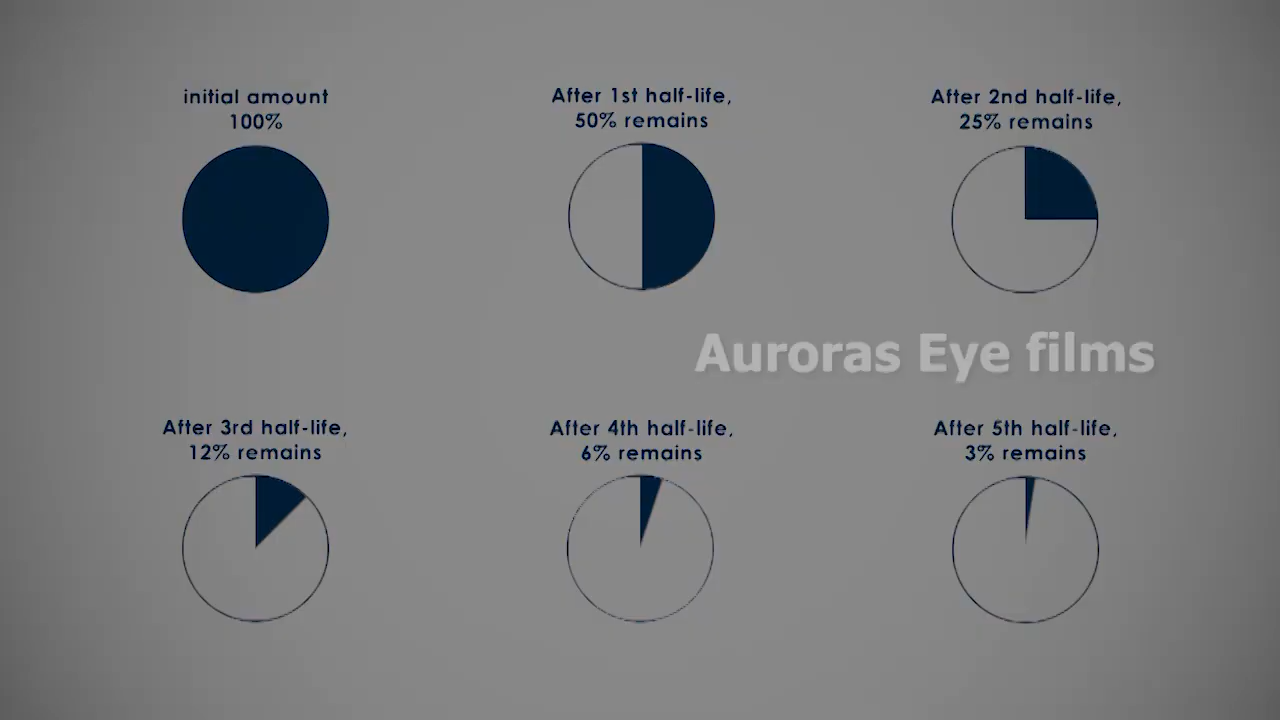 initial amount
100%
After 1st half-life,
50% remains
After 2nd half-life,
25% remains
Auroras Eye films
After 3rd half-life,
12% remains
After 4th half-life,
6% remains
After 5th half-life,
3% remains